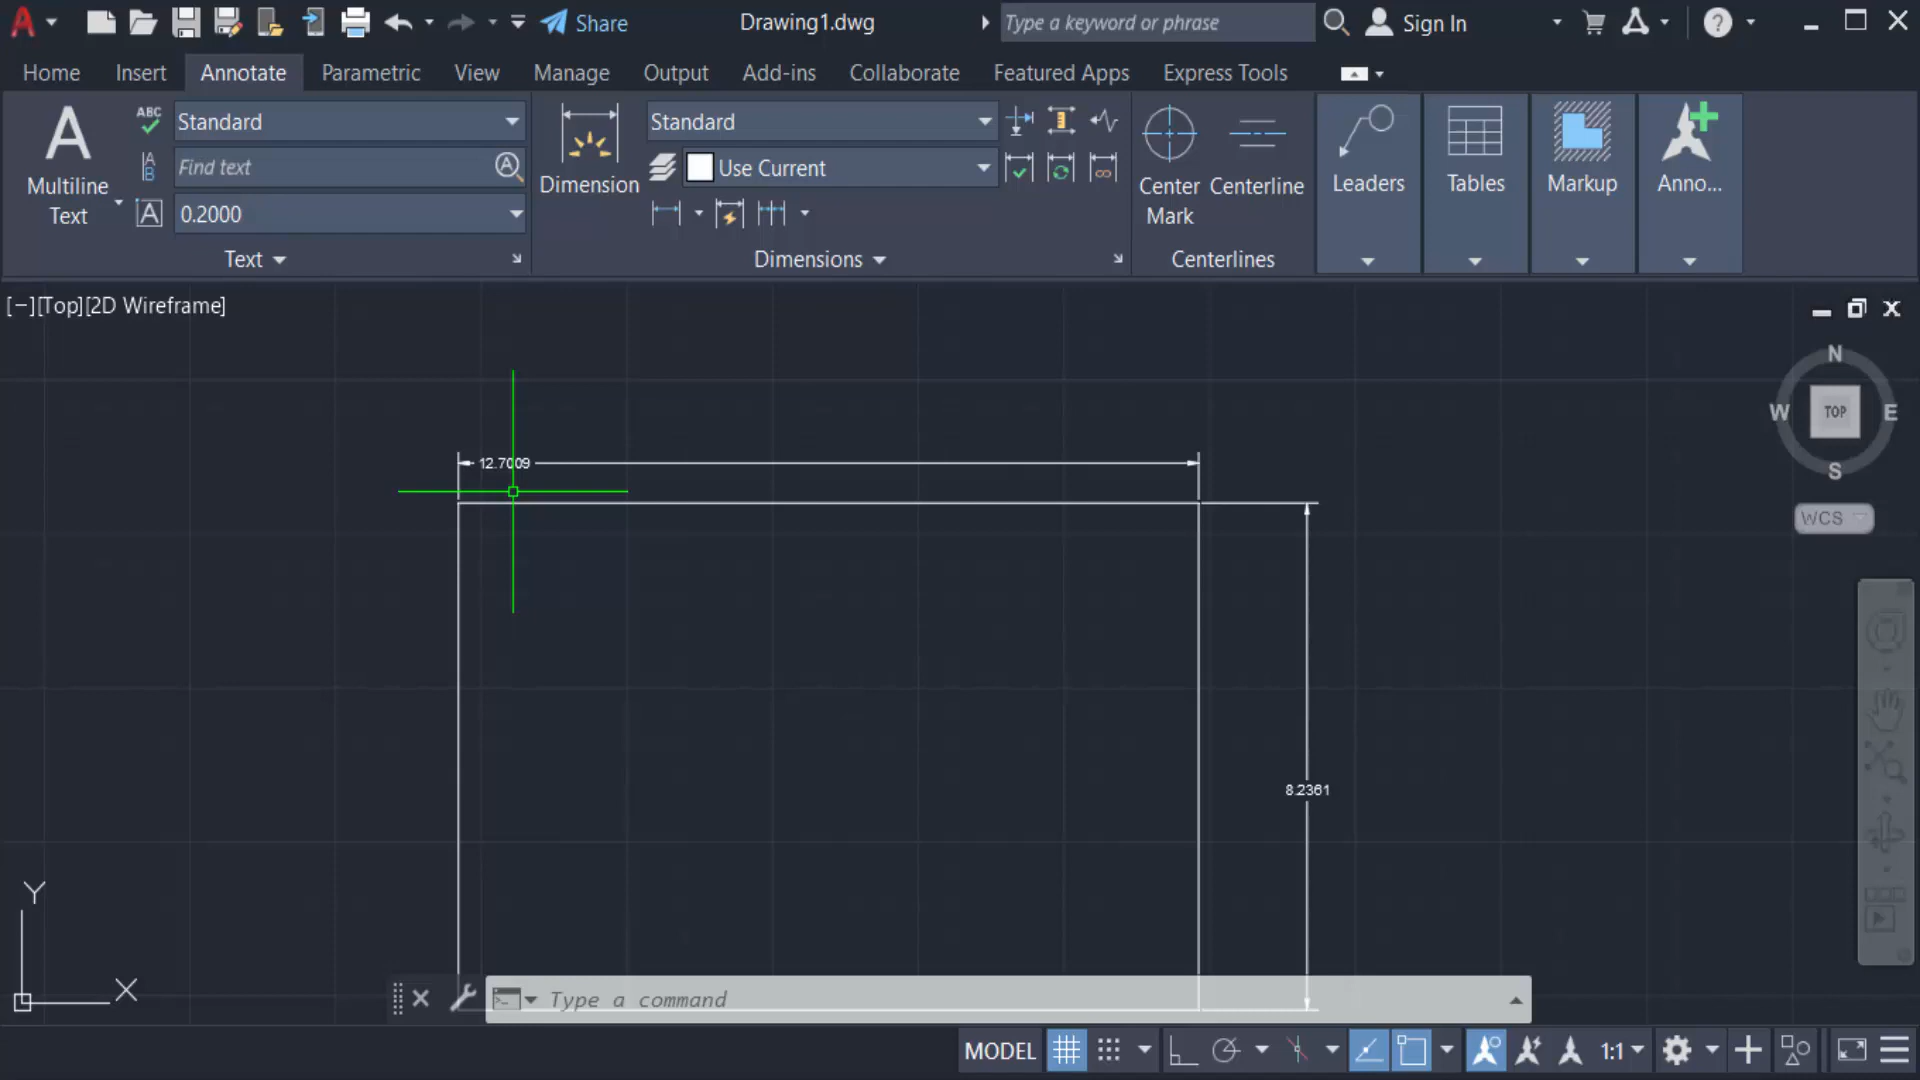 Share
Drawing1.dwg
Type a keyword or phrase
Sign In
Home
Insert
Annotate
Parametric
View
Manage
Output
Add-ins
Collaborate
Featured Apps
Express Tools
A
Multiline
Text
ABC
Standard
Find text
0.2000
Text
Dimension
Standard
Use Current
Dimensions
Center
Mark
Centerline
Centerlines
Leaders
Tables
Markup
Anno...
[−][Top][2D Wireframe]
N
W
TOP
E
S
WCS
12.7009
8.2361
Y
X
Type a command
MODEL
1:1